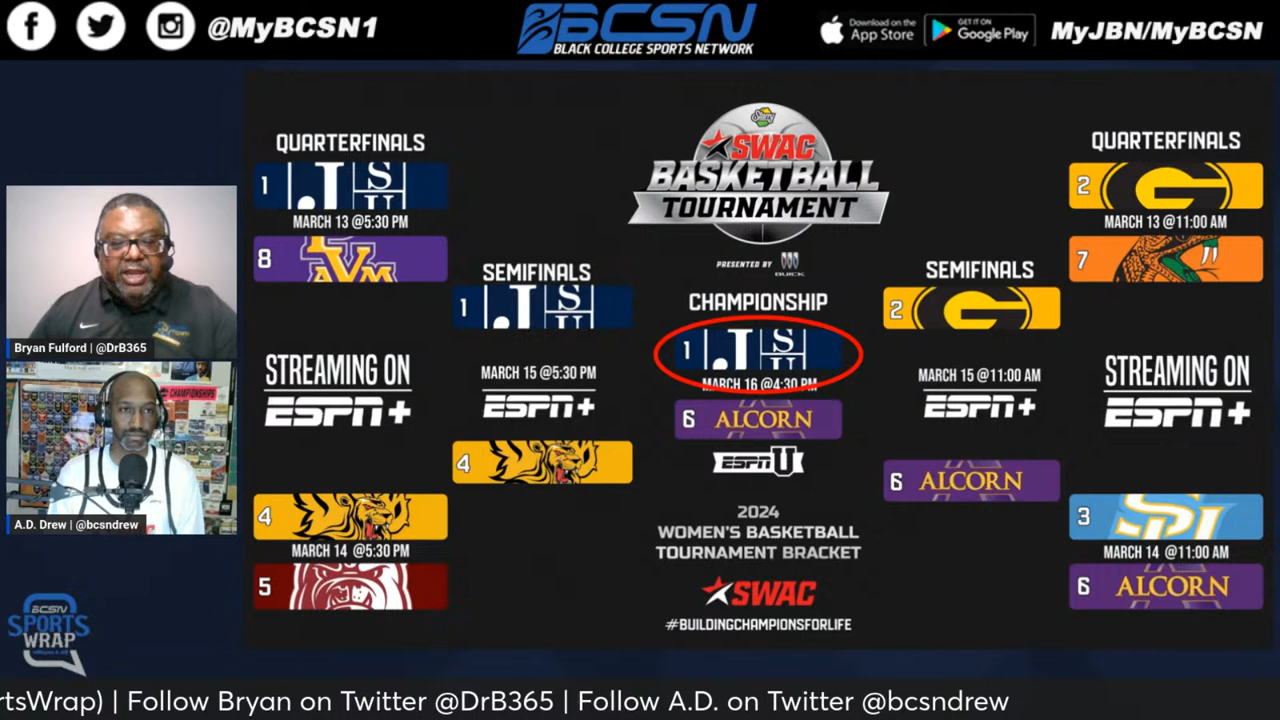 @MyBCSN1
BCSN
BLACK COLLEGE SPORTS NETWORK
Download on the
App Store
GET IT ON
Google Play
MyJBN/MyBCSN
QUARTERFINALS
1 JSU
MARCH 13 @5:30 PM
8 AVM
SEMIFINALS
1 JSU
MARCH 15 @5:30 PM
ESPN+
4
STREAMING ON
ESPN+
4
MARCH 14 @5:30 PM
5
SWAC
BASKETBALL
TOURNAMENT
PRESENTED BY BUICK
CHAMPIONSHIP
1 JSU
MARCH 16 @4:30 PM
6 ALCORN
ESPNU
2024
WOMEN'S BASKETBALL
TOURNAMENT BRACKET
SWAC
#BUILDINGCHAMPIONSFORLIFE
QUARTERFINALS
2 G
MARCH 13 @11:00 AM
7
SEMIFINALS
2 G
MARCH 15 @11:00 AM
ESPN+
6 ALCORN
STREAMING ON
ESPN+
3 SU
MARCH 14 @11:00 AM
6 ALCORN
Bryan Fulford | @DrB365
CHAMPIONSHIPS
A.D. Drew | @bcsndrew
BCSN
SPORTS
WRAP
rtsWrap) | Follow Bryan on Twitter @DrB365 | Follow A.D. on Twitter @bcsndrew